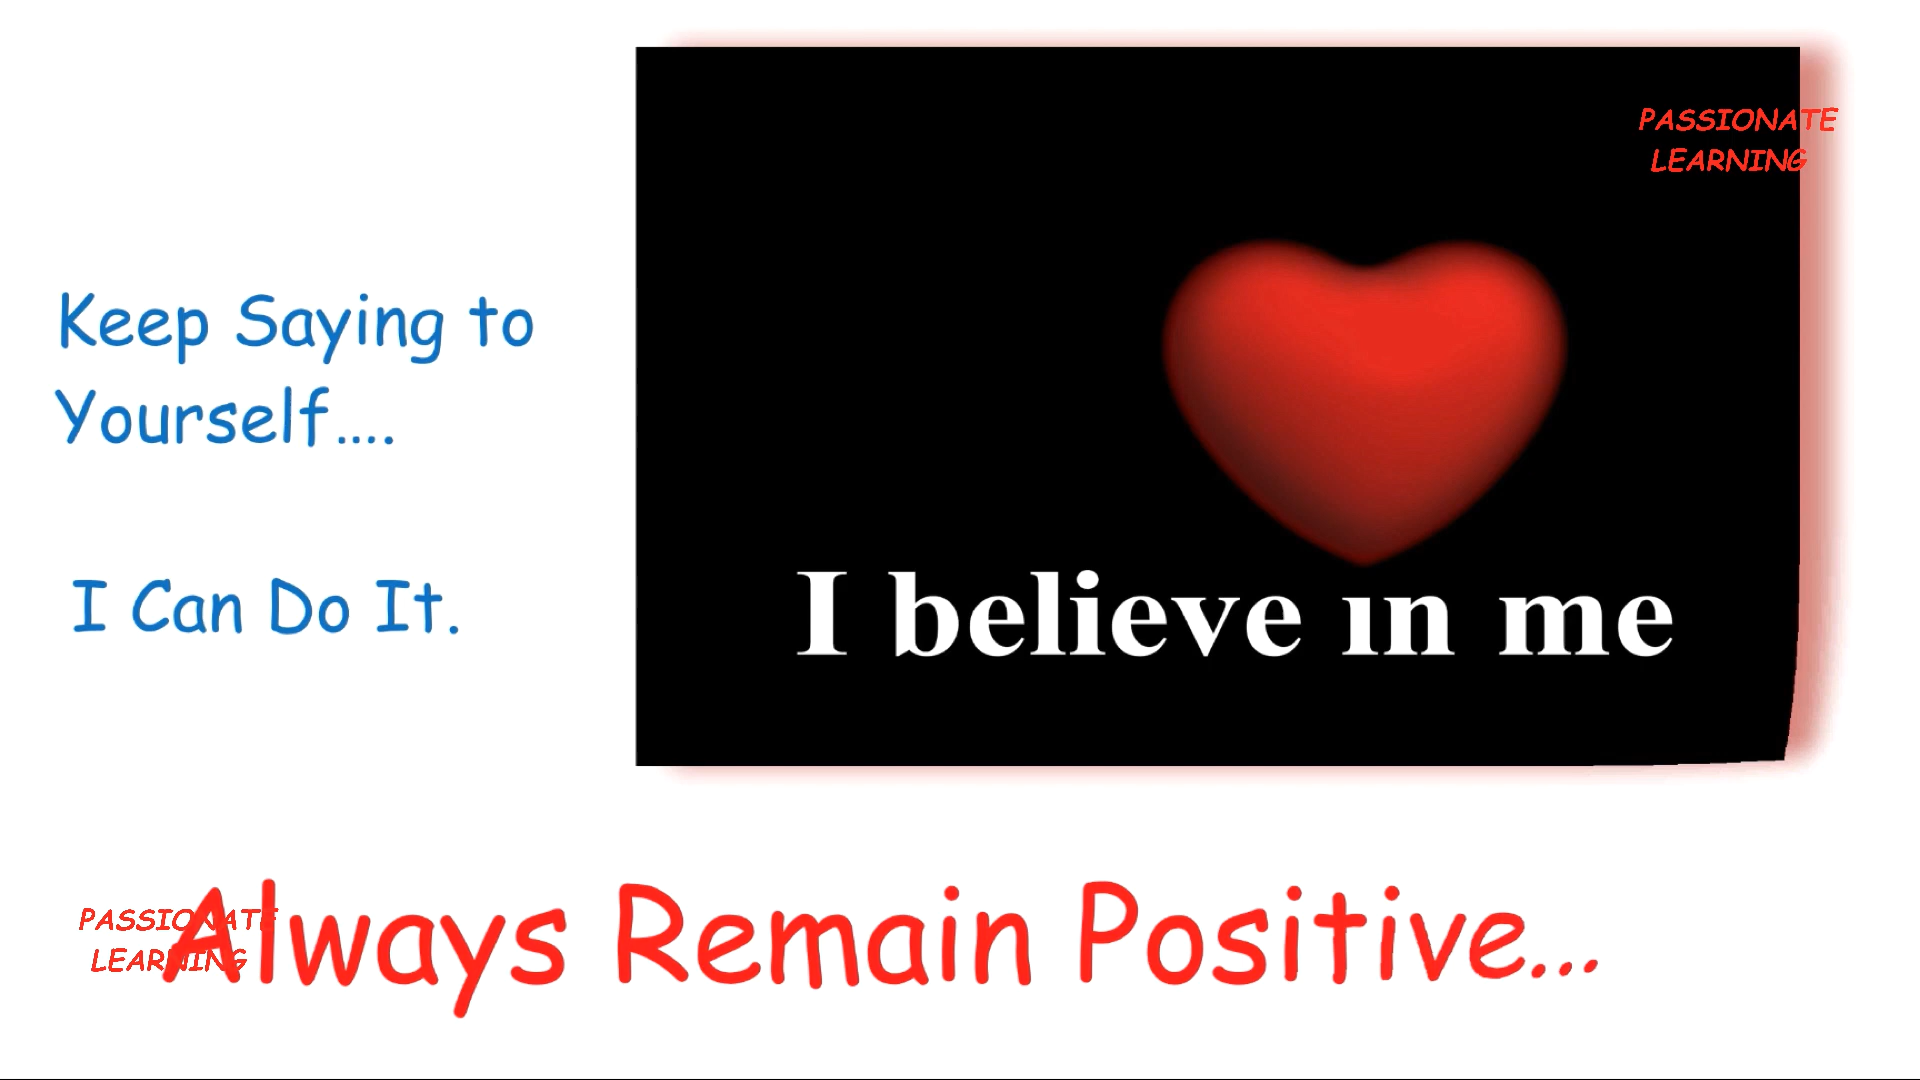 PASSIONATE
LEARNING
Keep Saying to
Yourself....
I Can Do It.
I believe in me
Always Remain Positive...
PASSIONATE
LEARNING